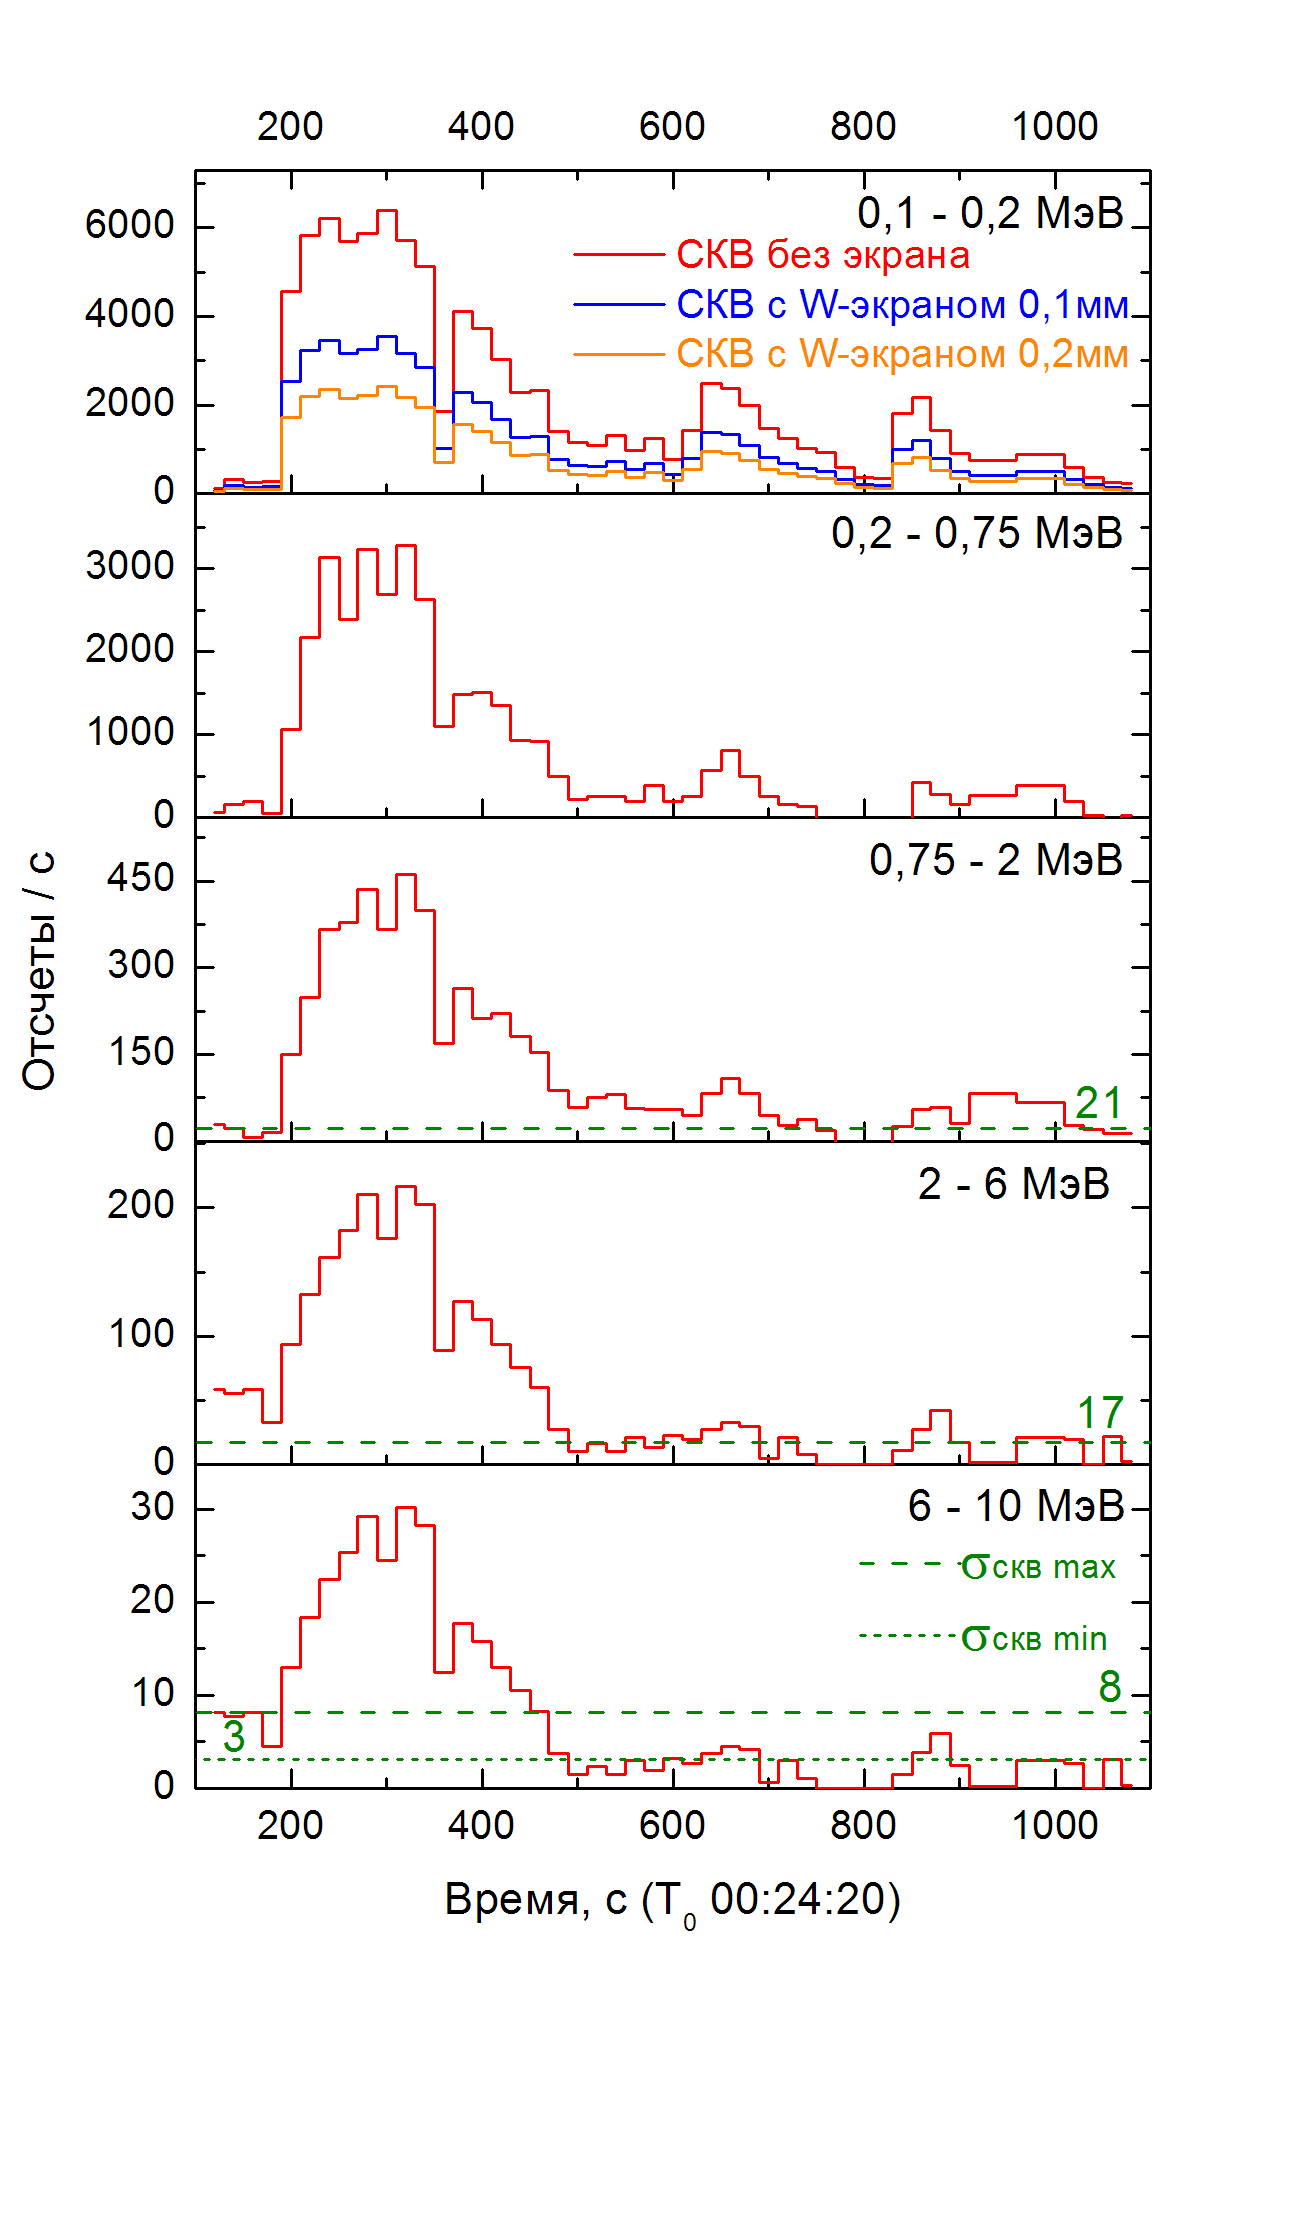 200 400 600 800 1000
0,1 - 0,2 МэВ
6000
СКВ без экрана
СКВ с W-экраном 0,1мм
4000
СКВ с W-экраном 0,2мм
2000
0
0,2 - 0,75 МэВ
3000
2000
1000
0
0,75 - 2 МэВ
450
300
150
21
0
Отсчеты / с
2 - 6 МэВ
200
100
17
0
6 - 10 МэВ
30
σскв max
20
σскв min
10
8
3
0
200 400 600 800 1000
Время, с (T0 00:24:20)